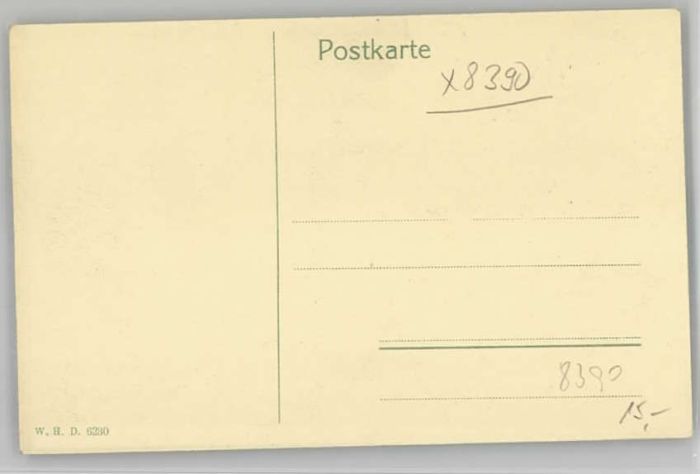 Postkarte
x8390
8390
15,-
W. H. D. 6230